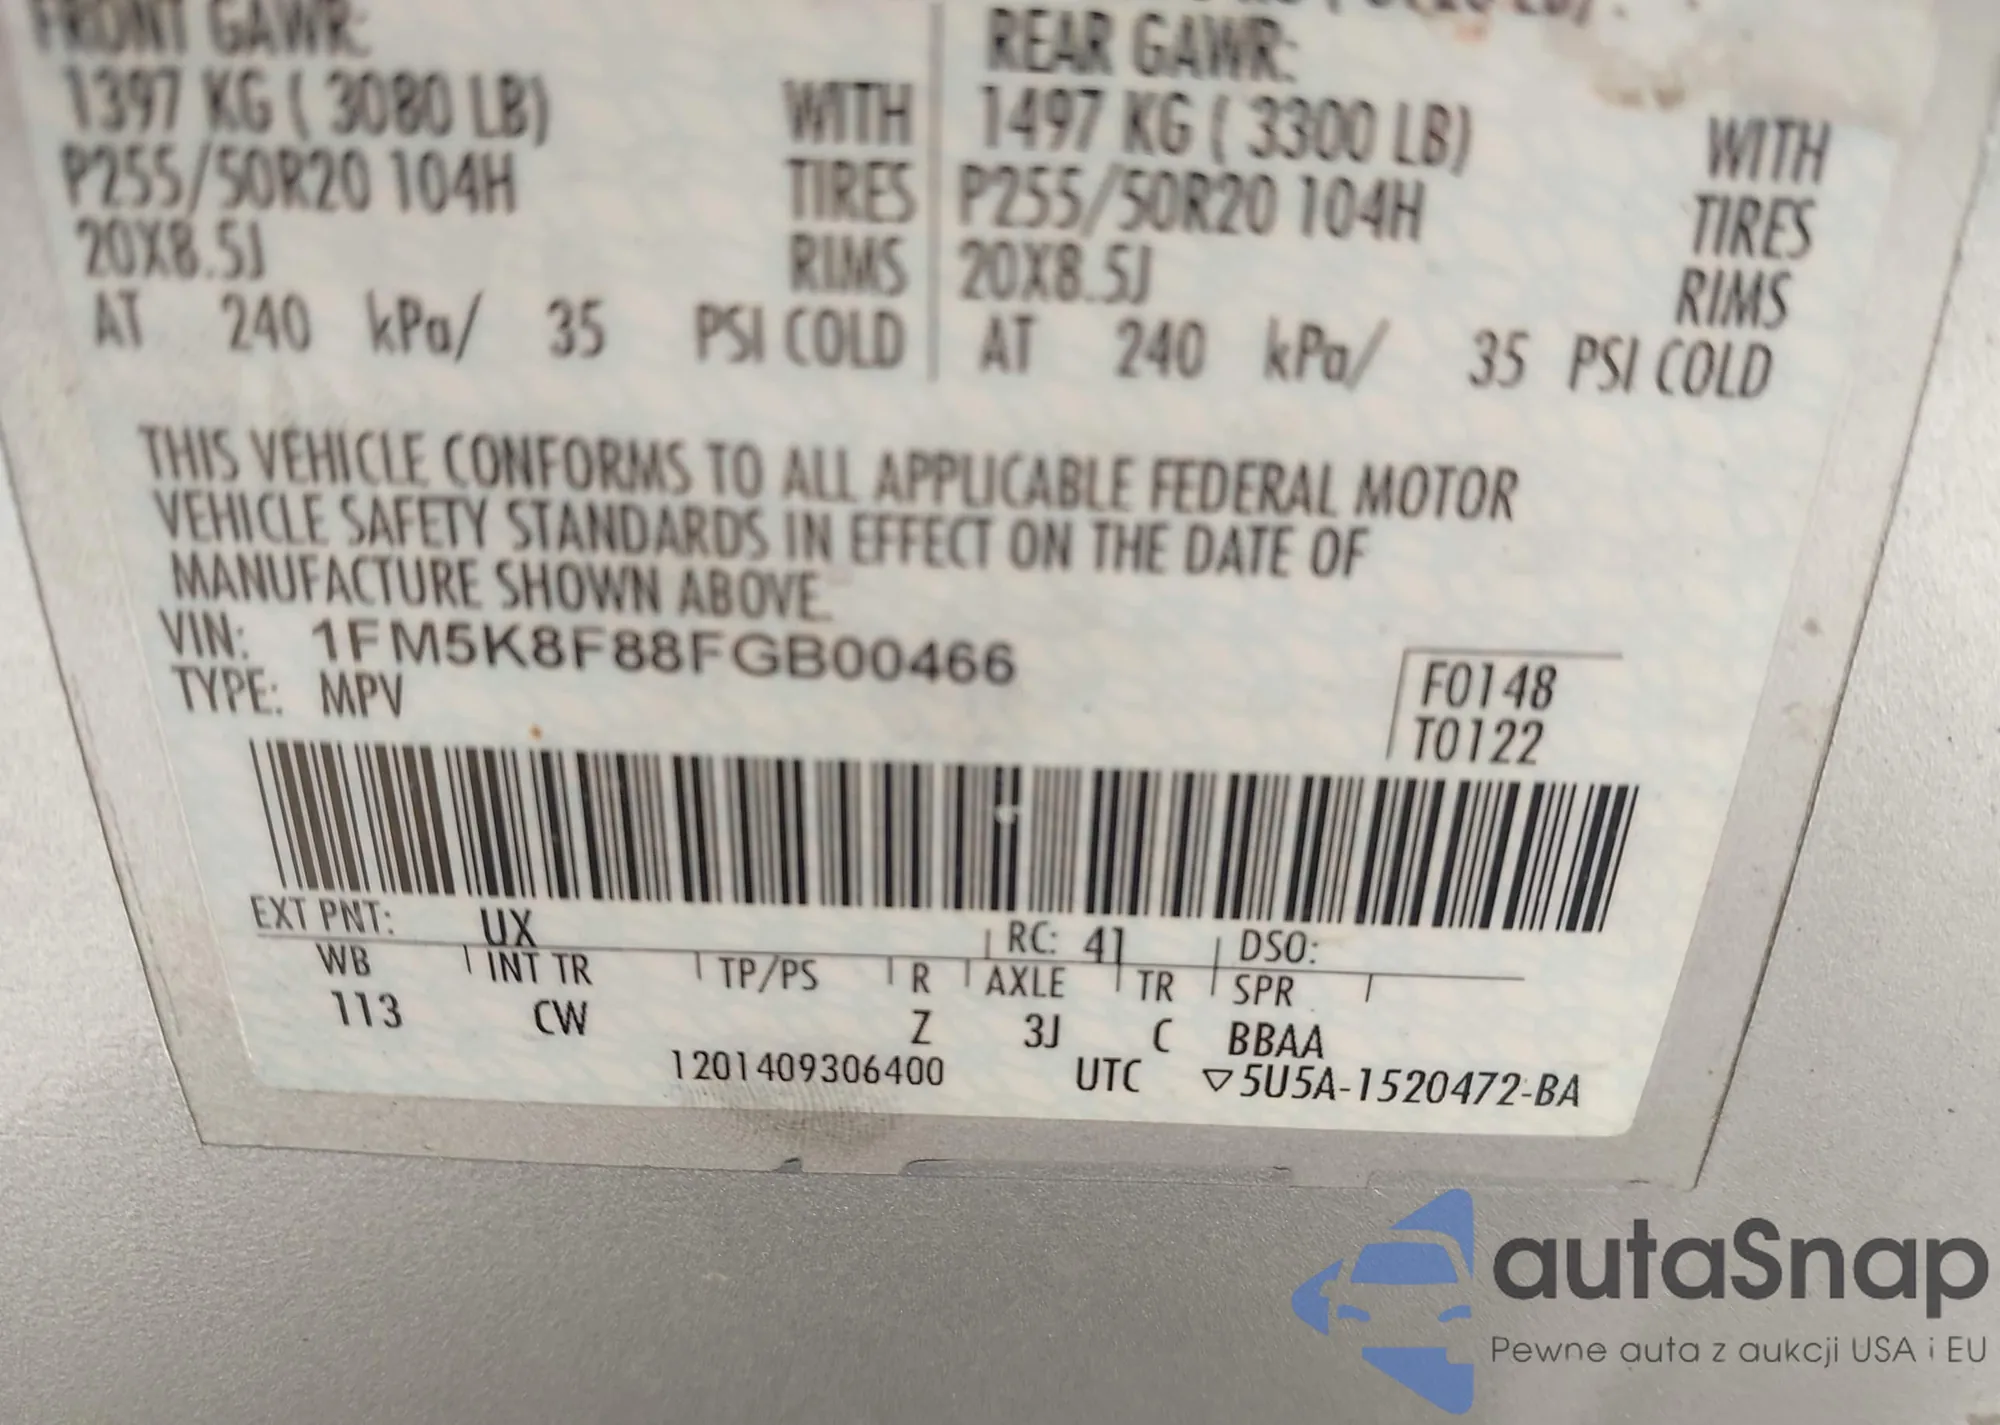 FRONT GAWR:
1397 KG ( 3080 LB) WITH
P255/50R20 104H TIRES
20X8.5J RIMS
AT 240 kPa/ 35 PSI COLD
REAR GAWR:
1497 KG ( 3300 LB) WITH
P255/50R20 104H TIRES
20X8.5J RIMS
AT 240 kPa/ 35 PSI COLD
THIS VEHICLE CONFORMS TO ALL APPLICABLE FEDERAL MOTOR
VEHICLE SAFETY STANDARDS IN EFFECT ON THE DATE OF
MANUFACTURE SHOWN ABOVE.
VIN: 1FM5K8F88FGB00466
TYPE: MPV
F0148
T0122
EXT PNT: UX RC: 41 DSO:
WB INT TR TP/PS R AXLE TR SPR
113 CW Z 3J C BBAA
1201409306400 UTC ▽5U5A-1520472-BA
autaSnap
Pewne auta z aukcji USA i EU